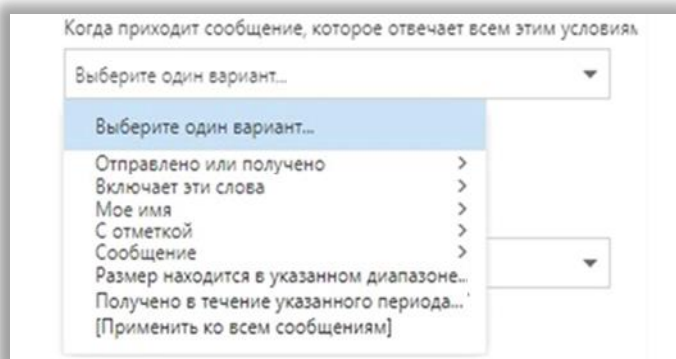 Когда приходит сообщение, которое отвечает всем этим условиям
Выберите один вариант...
Выберите один вариант...
Отправлено или получено
Включает эти слова
Мое имя
С отметкой
Сообщение
Размер находится в указанном диапазоне...
Получено в течение указанного периода...
[Применить ко всем сообщениям]